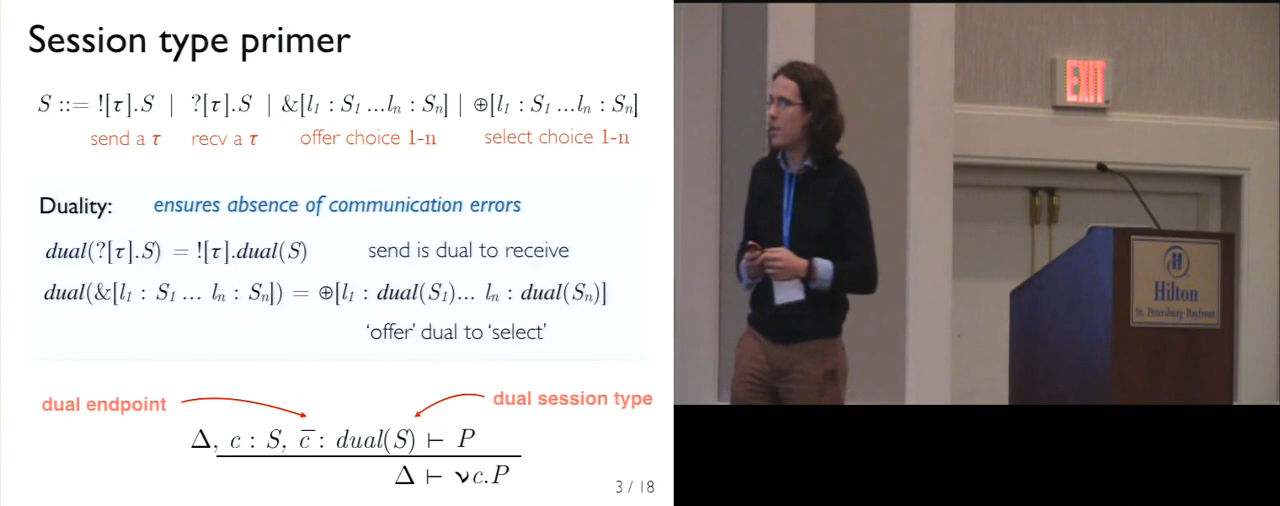 Session type primer
S ::= ![τ].S | ?[τ].S | &[l₁ : S₁ ...lₙ : Sₙ] | ⊕[l₁ : S₁ ...lₙ : Sₙ]
send a τ recv a τ offer choice 1-n select choice 1-n
Duality: ensures absence of communication errors
dual(?[τ].S) = ![τ].dual(S) send is dual to receive
dual(&[l₁ : S₁ ... lₙ : Sₙ]) = ⊕[l₁ : dual(S₁)... lₙ : dual(Sₙ)]
‘offer’ dual to ‘select’
dual endpoint dual session type
Δ, c : S, c̅ : dual(S) ⊢ P
Δ ⊢ νc.P
3 / 18
EXIT
H
Hilton
St. Petersburg Bayfront